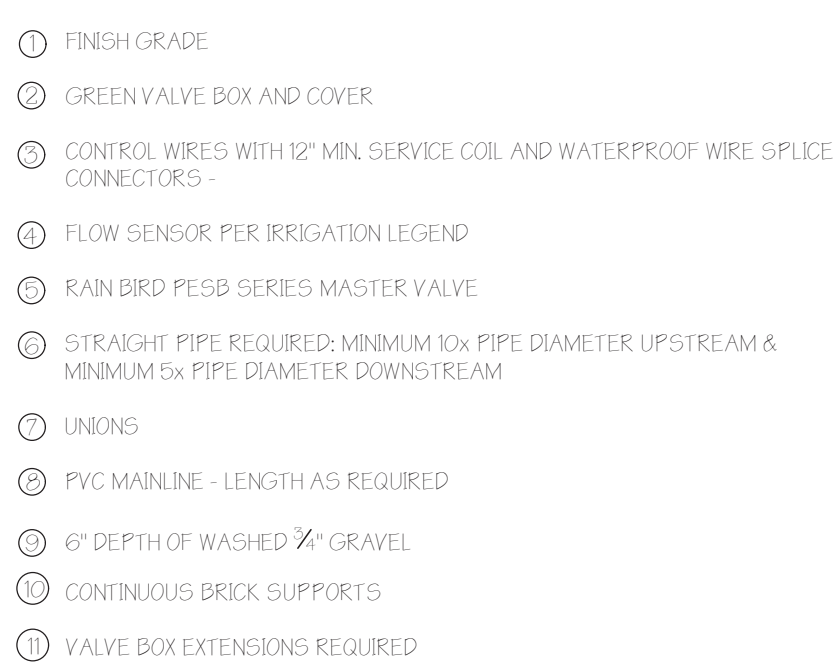 1 FINISH GRADE
2 GREEN VALVE BOX AND COVER
3 CONTROL WIRES WITH 12" MIN. SERVICE COIL AND WATERPROOF WIRE SPLICE
CONNECTORS -
4 FLOW SENSOR PER IRRIGATION LEGEND
5 RAIN BIRD PESB SERIES MASTER VALVE
6 STRAIGHT PIPE REQUIRED: MINIMUM 10x PIPE DIAMETER UPSTREAM &
MINIMUM 5x PIPE DIAMETER DOWNSTREAM
7 UNIONS
8 PVC MAINLINE - LENGTH AS REQUIRED
9 6" DEPTH OF WASHED 3/4" GRAVEL
10 CONTINUOUS BRICK SUPPORTS
11 VALVE BOX EXTENSIONS REQUIRED